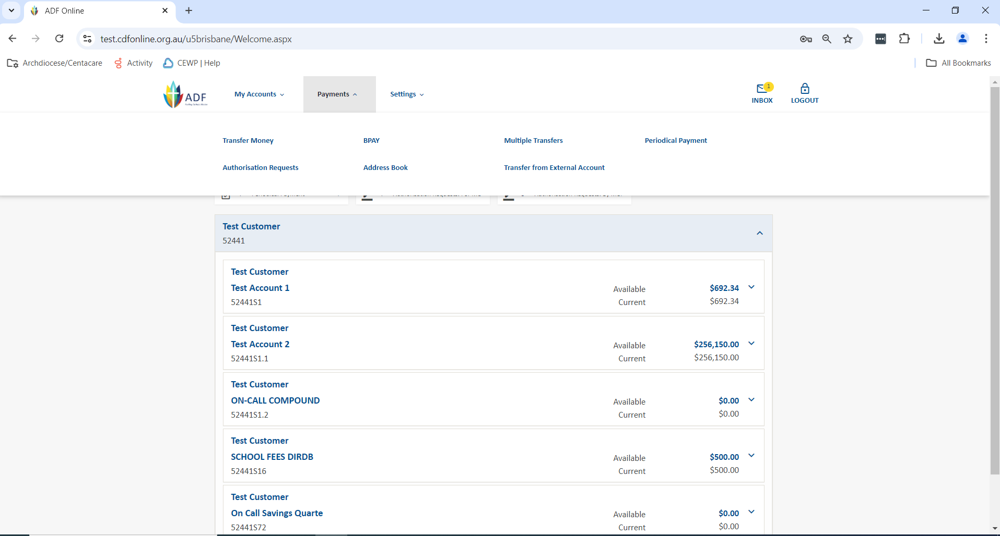 ADF Online
test.cdfonline.org.au/u5brisbane/Welcome.aspx
Archdiocese/Centacare
Activity
CEWP | Help
All Bookmarks
ADF
My Accounts
Payments
Settings
1
INBOX
LOGOUT
Transfer Money
BPAY
Multiple Transfers
Periodical Payment
Authorisation Requests
Address Book
Transfer from External Account
Test Customer
52441
Test Customer
Test Account 1
52441S1
Available $692.34
Current $692.34
Test Customer
Test Account 2
52441S1.1
Available $256,150.00
Current $256,150.00
Test Customer
ON-CALL COMPOUND
52441S1.2
Available $0.00
Current $0.00
Test Customer
SCHOOL FEES DIRDB
52441S16
Available $500.00
Current $500.00
Test Customer
On Call Savings Quarte
52441S72
Available $0.00
Current $0.00